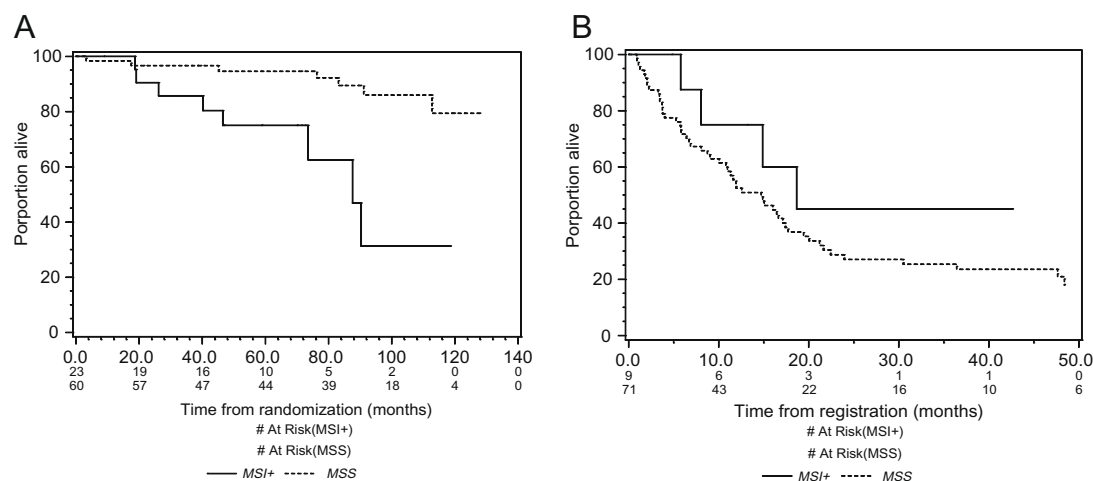 A
Porportion alive
100
80
60
40
20
0
0.0 20.0 40.0 60.0 80.0 100 120 140
23 19 16 10 5 2 0 0
60 57 47 44 39 18 4 0
Time from randomization (months)
# At Risk(MSI+)
# At Risk(MSS)
MSI+ MSS
B
Porportion alive
100
80
60
40
20
0
0.0 10.0 20.0 30.0 40.0 50.0
9 6 3 1 1 0
71 43 22 16 10 6
Time from registration (months)
# At Risk(MSI+)
# At Risk(MSS)
MSI+ MSS